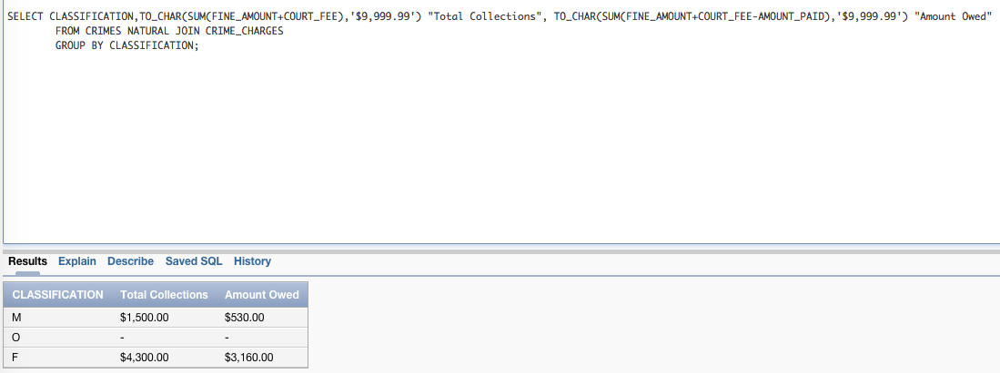 SELECT CLASSIFICATION,TO_CHAR(SUM(FINE_AMOUNT+COURT_FEE),'$9,999.99') "Total Collections", TO_CHAR(SUM(FINE_AMOUNT+COURT_FEE-AMOUNT_PAID),'$9,999.99') "Amount Owed"
FROM CRIMES NATURAL JOIN CRIME_CHARGES
GROUP BY CLASSIFICATION;
Results Explain Describe Saved SQL History
CLASSIFICATION Total Collections Amount Owed
M $1,500.00 $530.00
O - -
F $4,300.00 $3,160.00